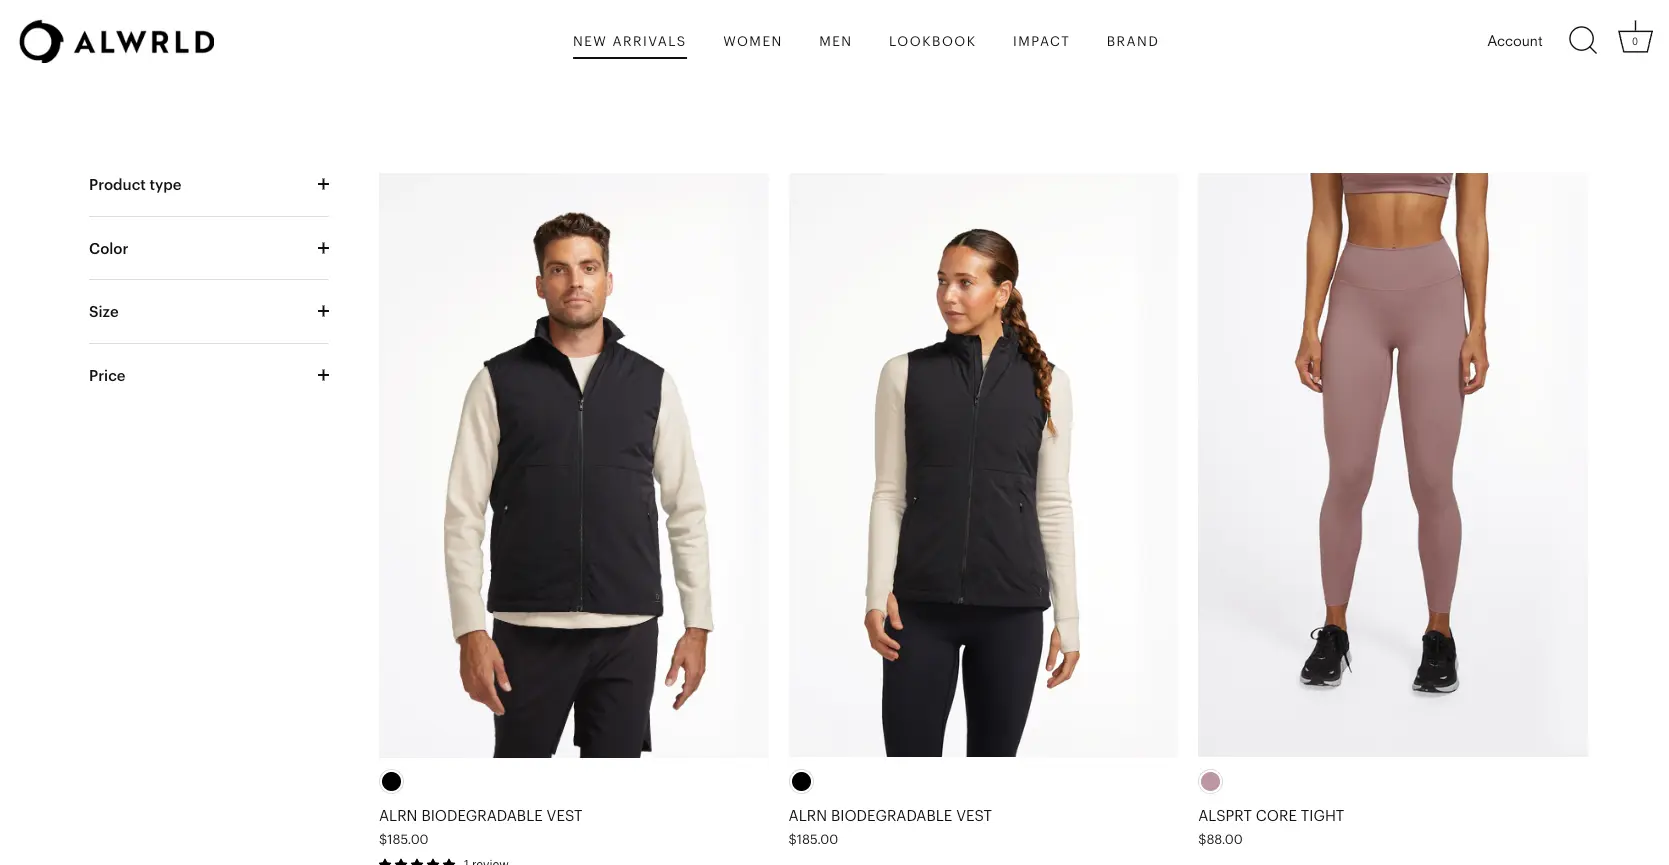 ALWRLD
NEW ARRIVALS
WOMEN
MEN
LOOKBOOK
IMPACT
BRAND
Account
0
Product type
Color
Size
Price
ALRN BIODEGRADABLE VEST
$185.00
1 review
ALRN BIODEGRADABLE VEST
$185.00
ALSPRT CORE TIGHT
$88.00